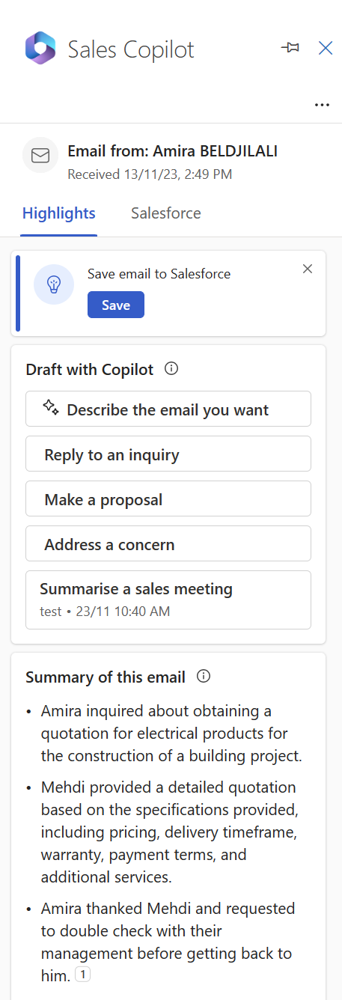 Sales Copilot
...
Email from: Amira BELDJILALI
Received 13/11/23, 2:49 PM
Highlights Salesforce
Save email to Salesforce
Save
Draft with Copilot
Describe the email you want
Reply to an inquiry
Make a proposal
Address a concern
Summarise a sales meeting
test • 23/11 10:40 AM
Summary of this email
• Amira inquired about obtaining a
quotation for electrical products for
the construction of a building project.
• Mehdi provided a detailed quotation
based on the specifications provided,
including pricing, delivery timeframe,
warranty, payment terms, and
additional services.
• Amira thanked Mehdi and requested
to double check with their
management before getting back to
him. 1